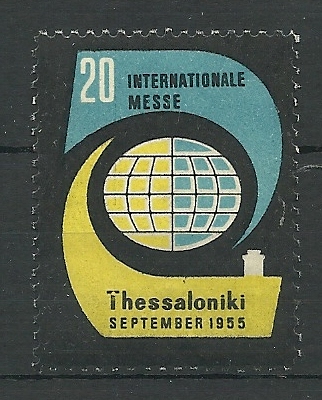 20
INTERNATIONALE
MESSE
Thessaloniki
SEPTEMBER 1955